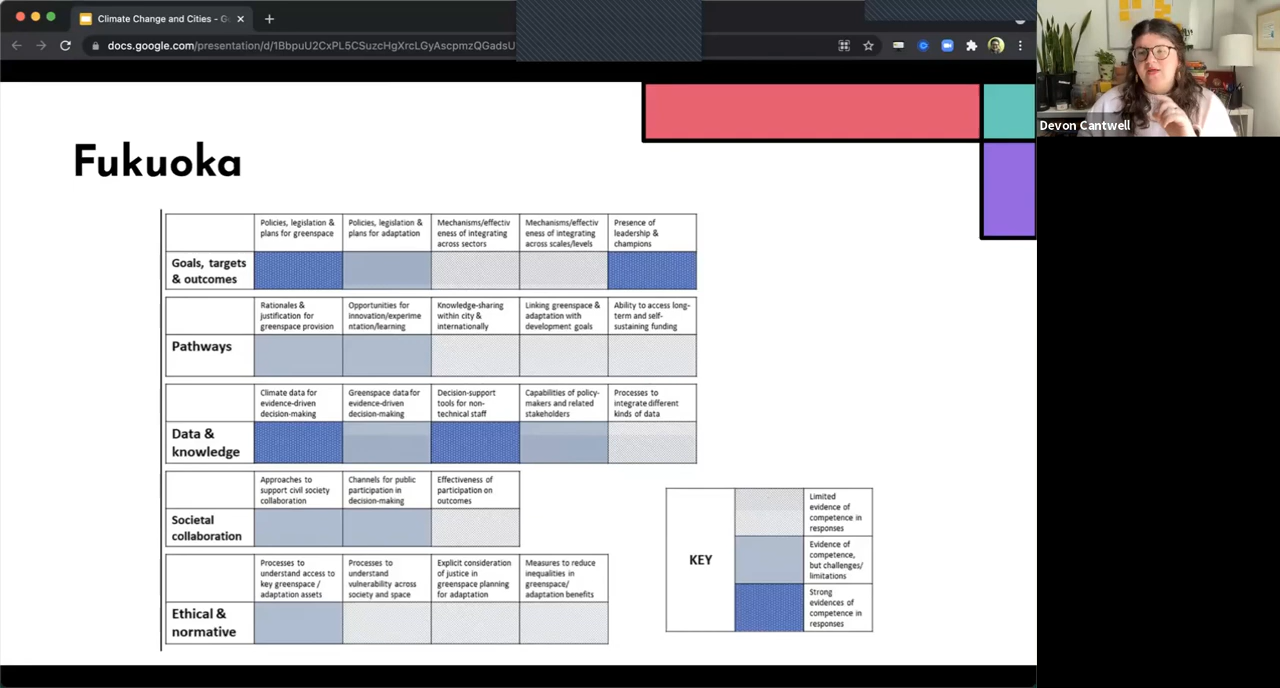 Climate Change and Cities - G
docs.google.com/presentation/d/1BbpuU2CxPL5CSuzcHgXrcLGyAscpmzQGadsU
Devon Cantwell
Fukuoka
Policies, legislation & plans for greenspace
Policies, legislation & plans for adaptation
Mechanisms/effectiv eness of integrating across sectors
Mechanisms/effectiv eness of integrating across scales/levels
Presence of leadership & champions
Goals, targets & outcomes
Rationales & justification for greenspace provision
Opportunities for innovation/experime ntation/learning
Knowledge-sharing within city & internationally
Linking greenspace & adaptation with development goals
Ability to access long-term and self-sustaining funding
Pathways
Climate data for evidence-driven decision-making
Greenspace data for evidence-driven decision-making
Decision-support tools for non-technical staff
Capabilities of policy-makers and related stakeholders
Processes to integrate different kinds of data
Data & knowledge
Approaches to support civil society collaboration
Channels for public participation in decision-making
Effectiveness of participation on outcomes
Societal collaboration
Processes to understand access to key greenspace / adaptation assets
Processes to understand vulnerability across society and space
Explicit consideration of justice in greenspace planning for adaptation
Measures to reduce inequalities in greenspace/ adaptation benefits
Ethical & normative
KEY
Limited evidence of competence in responses
Evidence of competence, but challenges/ limitations
Strong evidences of competence in responses